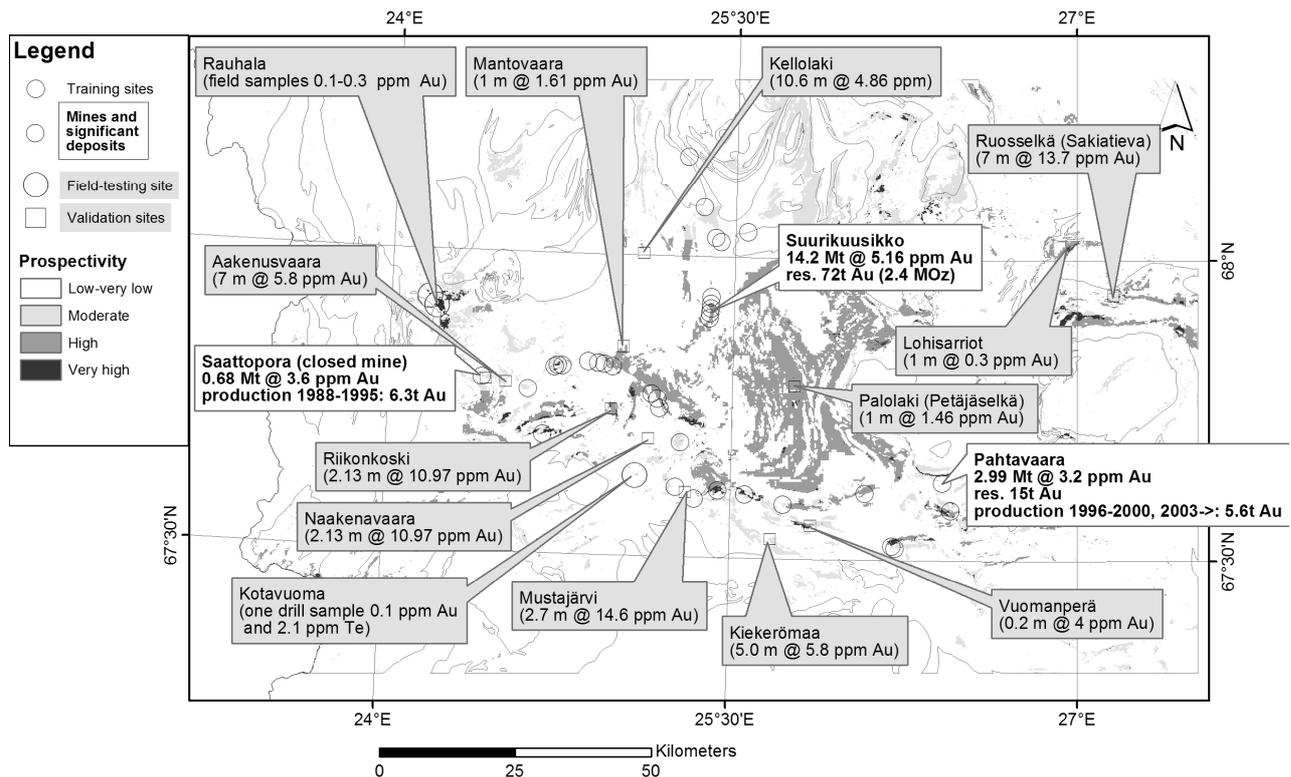 24°E
25°30'E
27°E
Legend
Training sites
Mines and
significant
deposits
Field-testing site
Validation sites
Prospectivity
Low-very low
Moderate
High
Very high
Rauhala
(field samples 0.1-0.3 ppm Au)
Mantovaara
(1 m @ 1.61 ppm Au)
Kellolaki
(10.6 m @ 4.86 ppm)
N
Ruosselkä (Sakiatieva)
(7 m @ 13.7 ppm Au)
Aakenusvaara
(7 m @ 5.8 ppm Au)
Suurikuusikko
14.2 Mt @ 5.16 ppm Au
res. 72t Au (2.4 MOz)
68°N
Lohisarriot
(1 m @ 0.3 ppm Au)
Saattopora (closed mine)
0.68 Mt @ 3.6 ppm Au
production 1988-1995: 6.3t Au
Palolaki (Petäjäselkä)
(1 m @ 1.46 ppm Au)
Riikonkoski
(2.13 m @ 10.97 ppm Au)
Pahtavaara
2.99 Mt @ 3.2 ppm Au
res. 15t Au
production 1996-2000, 2003->: 5.6t Au
Naakenavaara
(2.13 m @ 10.97 ppm Au)
67°30'N
67°30'N
Kotavuoma
(one drill sample 0.1 ppm Au
and 2.1 ppm Te)
Mustajärvi
(2.7 m @ 14.6 ppm Au)
Kiekerömaa
(5.0 m @ 5.8 ppm Au)
Vuomanperä
(0.2 m @ 4 ppm Au)
24°E
25°30'E
27°E
Kilometers
0
25
50